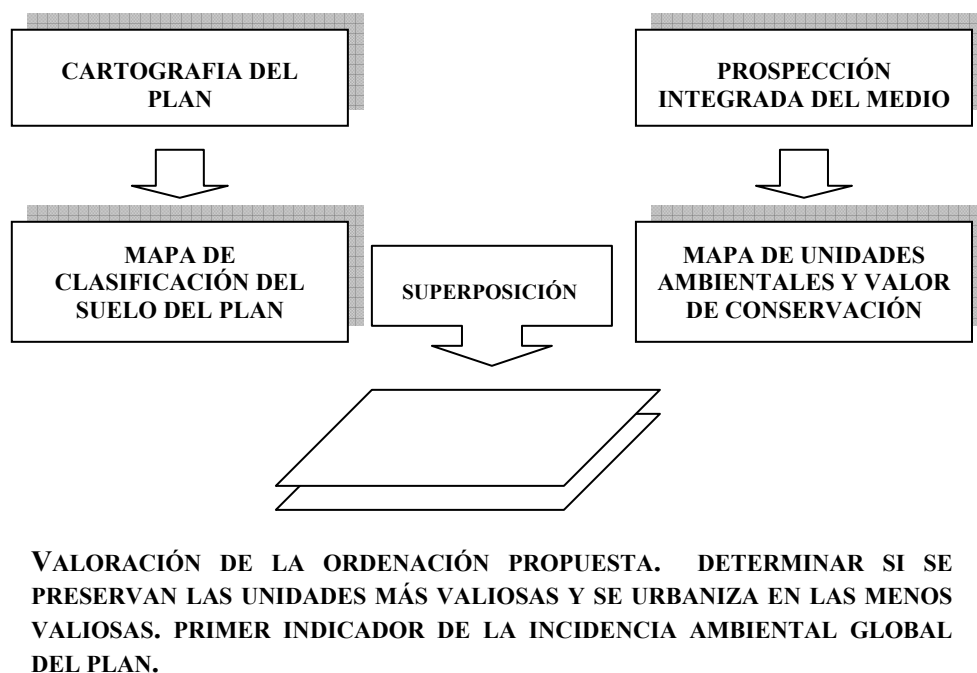 CARTOGRAFIA DEL
PLAN
PROSPECCIÓN
INTEGRADA DEL MEDIO
MAPA DE
CLASIFICACIÓN DEL
SUELO DEL PLAN
SUPERPOSICIÓN
MAPA DE UNIDADES
AMBIENTALES Y VALOR
DE CONSERVACIÓN
VALORACIÓN DE LA ORDENACIÓN PROPUESTA. DETERMINAR SI SE
PRESERVAN LAS UNIDADES MÁS VALIOSAS Y SE URBANIZA EN LAS MENOS
VALIOSAS. PRIMER INDICADOR DE LA INCIDENCIA AMBIENTAL GLOBAL
DEL PLAN.